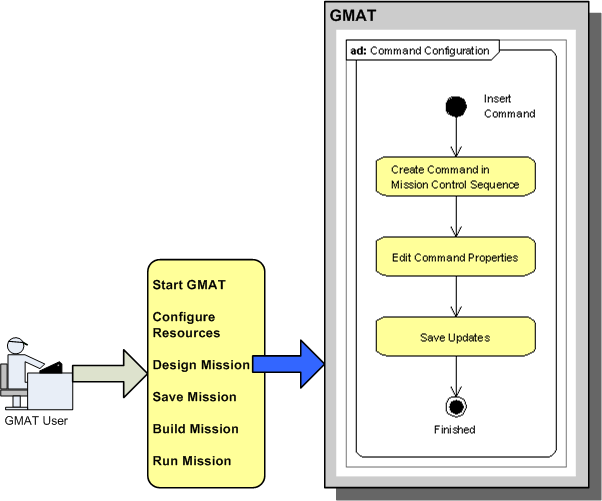 GMAT
ad: Command Configuration
Insert
Command
Create Command in
Mission Control Sequence
Edit Command Properties
Save Updates
Finished
Start GMAT
Configure
Resources
Design Mission
Save Mission
Build Mission
Run Mission
GMAT User